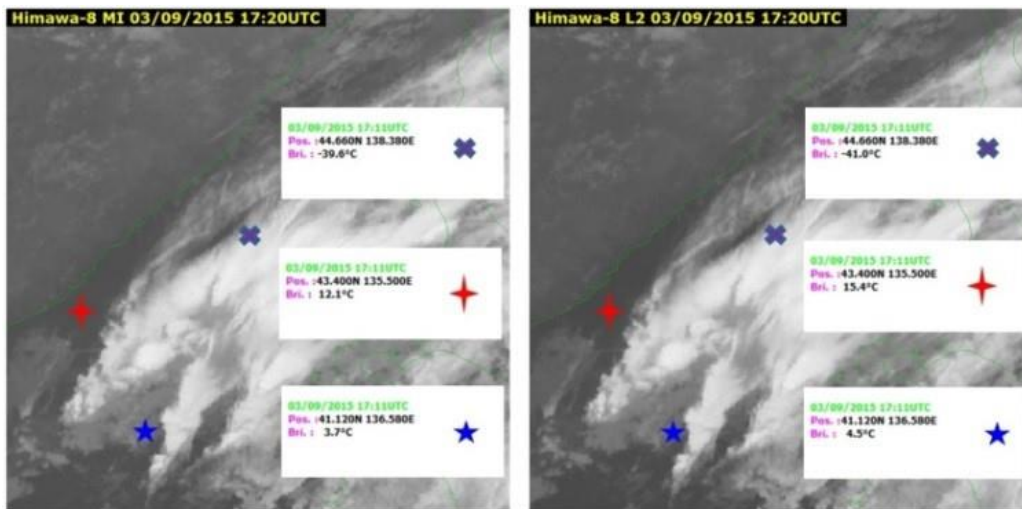 Himawa-8 MI 03/09/2015 17:20UTC
03/09/2015 17:11UTC
Pos. :44.660N 138.380E
Bri. : -39.6°C
03/09/2015 17:11UTC
Pos. :43.400N 135.500E
Bri. : 12.1°C
03/09/2015 17:11UTC
Pos. :41.120N 136.580E
Bri. : 3.7°C
Himawa-8 L2 03/09/2015 17:20UTC
03/09/2015 17:11UTC
Pos. :44.660N 138.380E
Bri. : -41.0°C
03/09/2015 17:11UTC
Pos. :43.400N 135.500E
Bri. : 15.4°C
03/09/2015 17:11UTC
Pos. :41.120N 136.580E
Bri. : 4.5°C